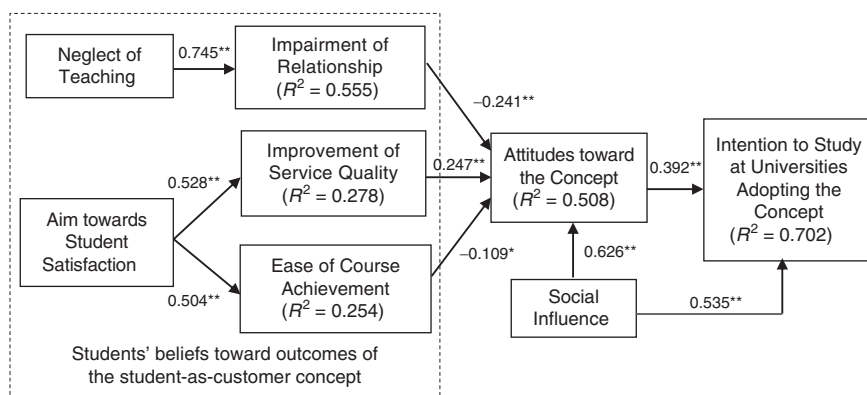 Neglect of
Teaching
0.745**
Impairment of
Relationship
(R² = 0.555)
−0.241**
Improvement of
Service Quality
(R² = 0.278)
0.528**
0.247**
Attitudes toward
the Concept
(R² = 0.508)
0.392**
Intention to Study
at Universities
Adopting the
Concept
(R² = 0.702)
Aim towards
Student
Satisfaction
0.504**
Ease of Course
Achievement
(R² = 0.254)
−0.109*
0.626**
Social
Influence
0.535**
Students’ beliefs toward outcomes of
the student-as-customer concept